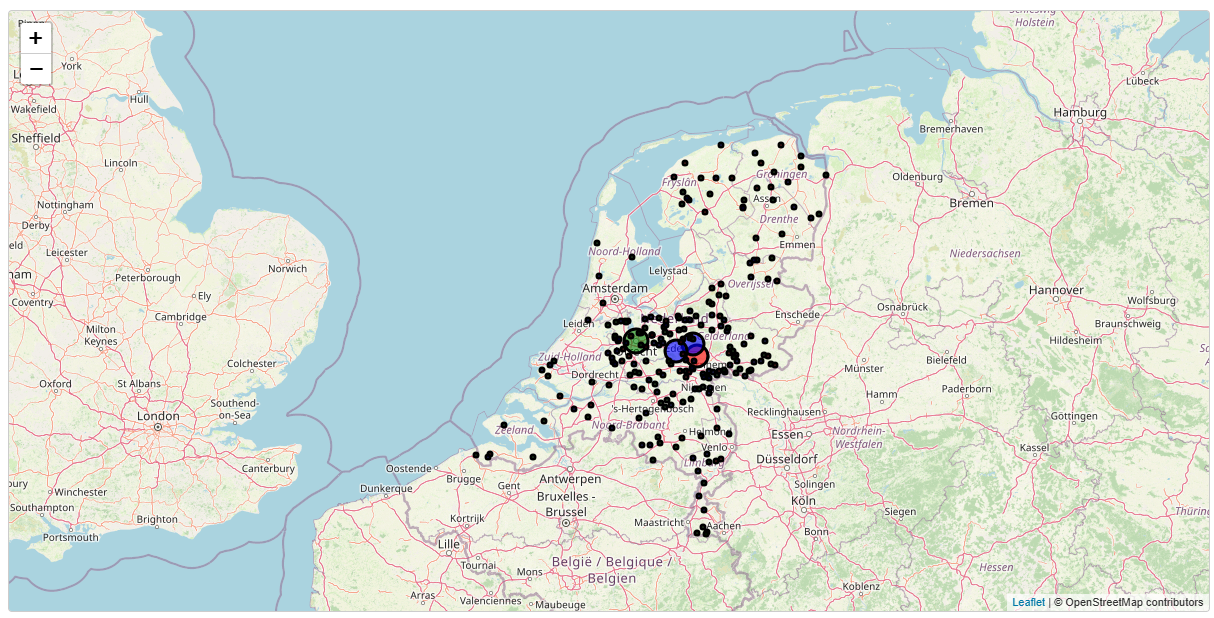 Schleswig-
Holstein
Ripon
+
−
York
Hull
Wakefield
Lübeck
Hamburg
Sheffield
Bremerhaven
Lincoln
Groningen
Oldenburg
Fryslân
Assen
Bremen
Nottingham
Derby
Drenthe
Leicester
Noord-Holland
Emmen
Niedersachsen
Norwich
Lelystad
Peterborough
Overijssel
Amsterdam
Hannover
Ely
Coventry
Wolfsburg
Osnabrück
Cambridge
Enschede
Leiden
Braunschweig
Milton
Keynes
Hildesheim
Colchester
Zuid-Holland
Bielefeld
Münster
Dordrecht
Oxford
St Albans
Paderborn
Hamm
Southend-
on-Sea
's-Hertogenbosch
Recklinghausen
London
Göttingen
Noord-Brabant
Zeeland
Helmond
Essen
Nordrhein-
Westfalen
Venlo
Kassel
Düsseldorf
Limburg
Canterbury
Oostende
Brugge
Antwerpen
Solingen
Dunkerque
Gent
Winchester
Bruxelles -
Brussel
Köln
Southampton
Siegen
Brighton
Kortrijk
Maastricht
Aachen
Bonn
Portsmouth
Lille
België / Belgique /
Belgien
Tournai
Hessen
Mons
Koblenz
Arras
Valenciennes
Maubeuge
Leaflet | © OpenStreetMap contributors